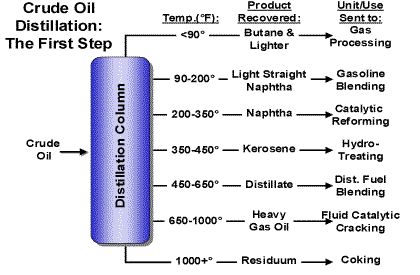 Crude Oil
Distillation:
The First Step
Temp.(°F):
Product
Recovered:
Unit/Use
Sent to:
<90°
Butane &
Lighter
Gas
Processing
90-200°
Light Straight
Naphtha
Gasoline
Blending
200-350°
Naphtha
Catalytic
Reforming
Crude
Oil
Distillation Column
350-450°
Kerosene
Hydro-
Treating
450-650°
Distillate
Dist. Fuel
Blending
650-1000°
Heavy
Gas Oil
Fluid Catalytic
Cracking
1000+°
Residuum
Coking